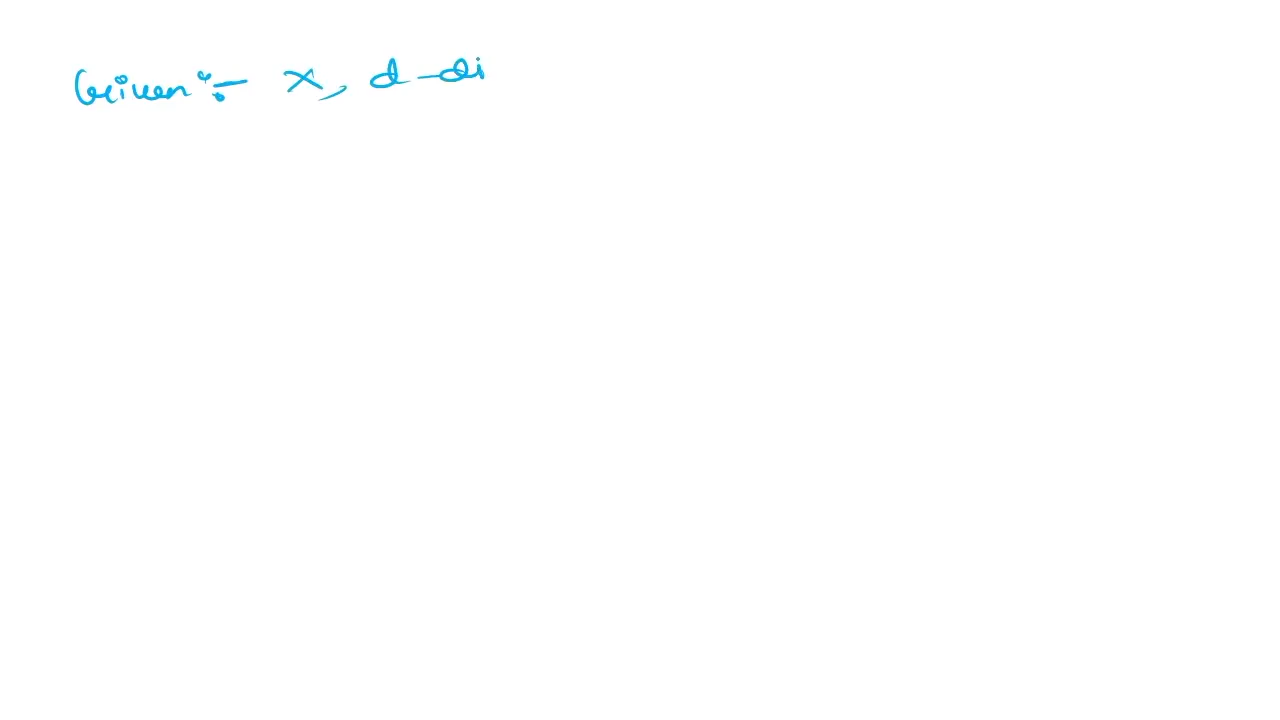 Given :- X, d-di